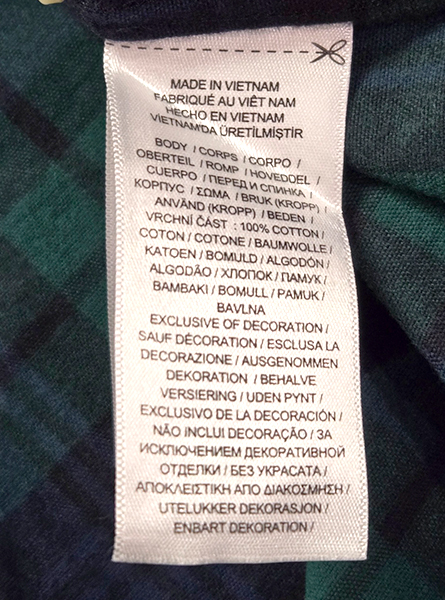 MADE IN VIETNAM
FABRIQUÉ AU VIÊT NAM
HECHO EN VIETNAM
VIETNAM'DA ÜRETİLMİŞTİR
BODY / CORPS / CORPO /
OBERTEIL / ROMP / HOVEDDEL /
CUERPO / ПЕРЕД И СПИНКА /
КОРПУС / ΣΩΜΑ / BRUK (KROPP) /
ANVÄND (KROPP) / BEDEN /
VRCHNÍ ČÁST : 100% COTTON /
COTON / COTONE / BAUMWOLLE /
KATOEN / BOMULD / ALGODÓN /
ALGODÃO / ХЛОПОК / ПАМУК /
BAMBAKI / BOMULL / PAMUK /
BAVLNA
EXCLUSIVE OF DECORATION /
SAUF DÉCORATION / ESCLUSA LA
DECORAZIONE / AUSGENOMMEN
DEKORATION / BEHALVE
VERSIERING / UDEN PYNT /
EXCLUSIVO DE LA DECORACIÓN /
NÃO INCLUI DECORAÇÃO / ЗА
ИСКЛЮЧЕНИЕМ ДЕКОРАТИВНОЙ
ОТДЕЛКИ / БЕЗ УКРАСАТА /
ΑΠΟΚΛΕΙΣΤΙΚΗ ΑΠΟ ΔΙΑΚΟΣΜΗΣΗ /
UTELUKKER DEKORASJON /
ENBART DEKORATION /